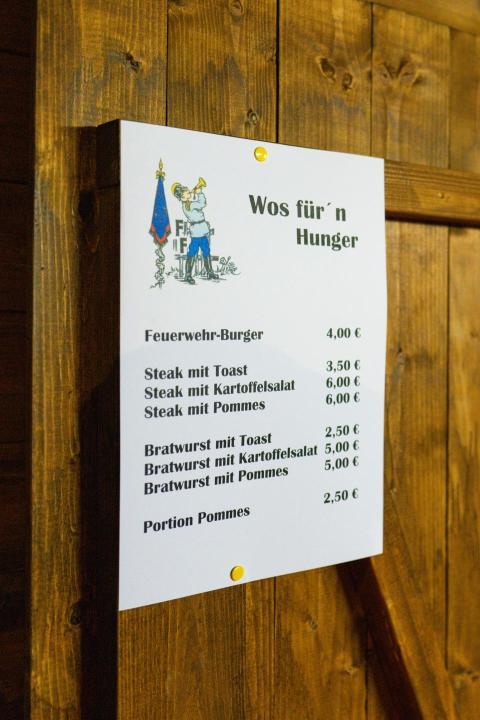 Wos für´n
Hunger
F F
F
Feuerwehr-Burger 4,00 €
Steak mit Toast 3,50 €
Steak mit Kartoffelsalat 6,00 €
Steak mit Pommes 6,00 €
Bratwurst mit Toast 2,50 €
Bratwurst mit Kartoffelsalat 5,00 €
Bratwurst mit Pommes 5,00 €
Portion Pommes 2,50 €